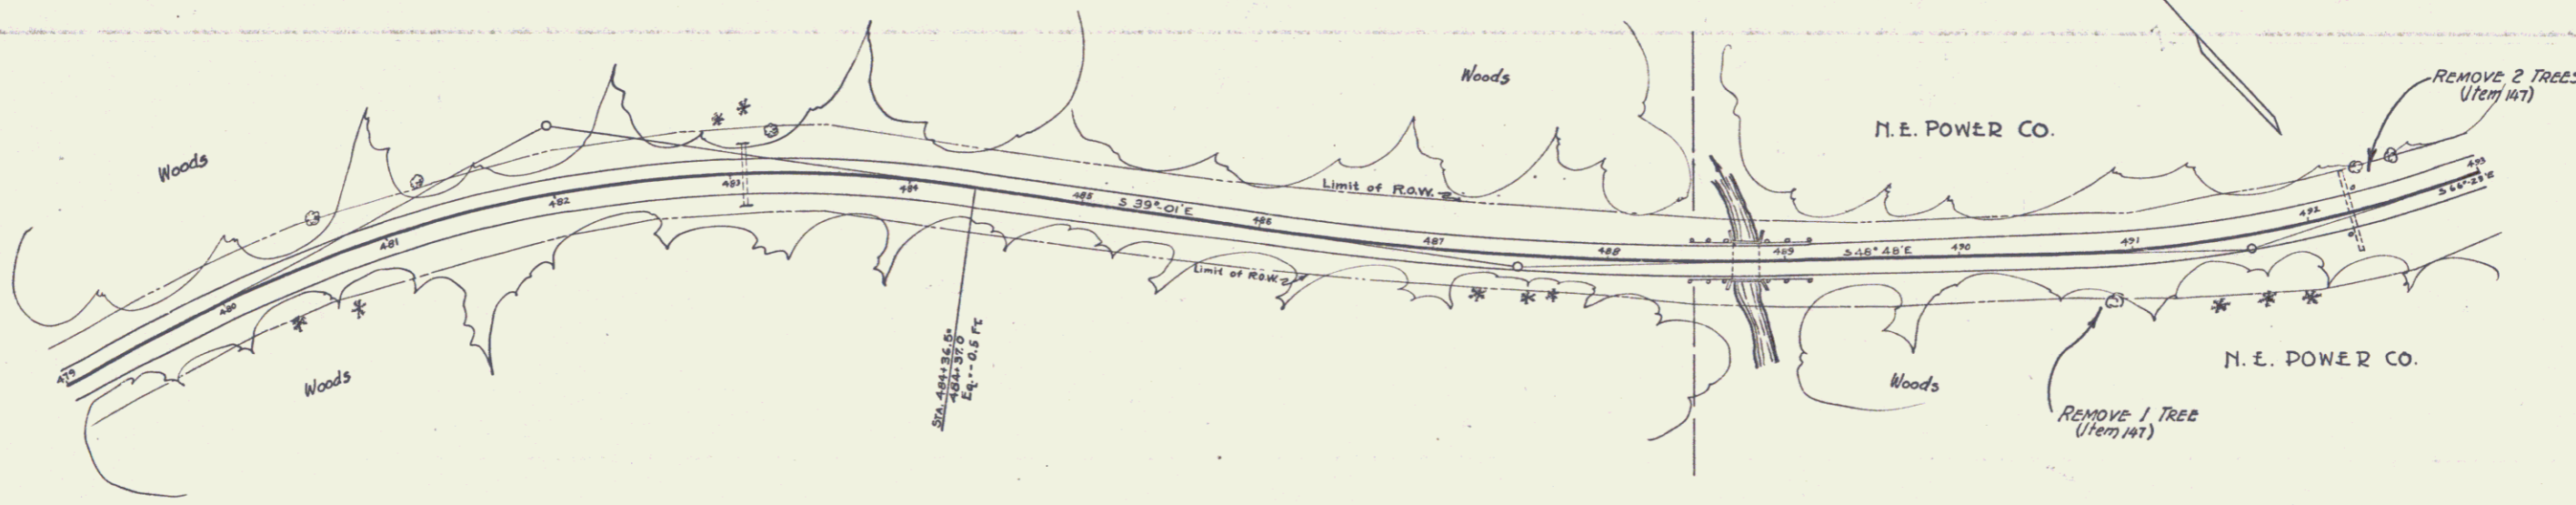 Woods
Woods
Woods
Woods
N.E. POWER CO.
N.E. POWER CO.
REMOVE 2 TREES
(Item 147)
REMOVE 1 TREE
(Item 147)
Limit of R.O.W.
Limit of R.O.W.
479
480
481
482
483
484
485
S 39°-01'E
486
487
488
489
S 48° 48'E
490
491
492
493
STA. 484+36.5=
484+37.0
Eq. = -0.5 FT.